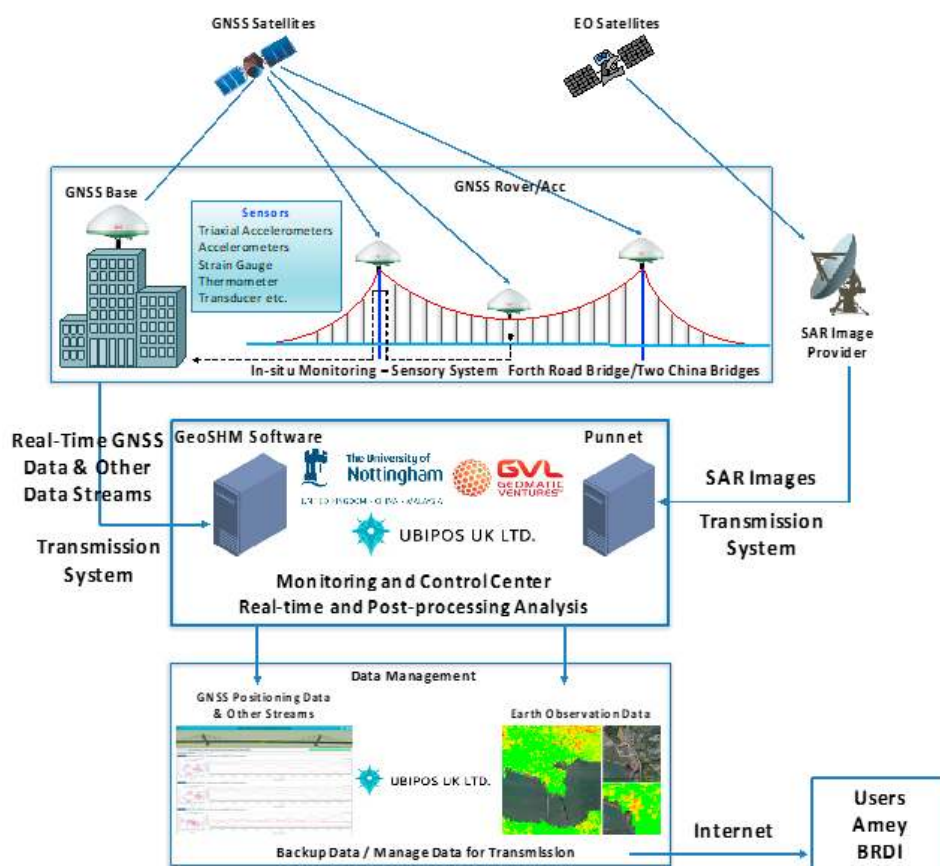 GNSS Satellites
EO Satellites
GNSS Base
GNSS Rover/Acc
Sensors
Triaxial Accelerometers
Accelerometers
Strain Gauge
Thermometer
Transducer etc.
SAR Image
Provider
In-situ Monitoring – Sensory System Forth Road Bridge/Two China Bridges
Real-Time GNSS
Data & Other
Data Streams
Transmission
System
GeoSHM Software
Punnet
The University of
Nottingham
UNITED KINGDOM · CHINA · MALAYSIA
GVL
GEOMATIC
VENTURES
UBIPOS UK LTD.
SAR Images
Transmission
System
Monitoring and Control Center
Real-time and Post-processing Analysis
Data Management
GNSS Positioning Data
& Other Streams
Earth Observation Data
UBIPOS UK LTD.
Backup Data / Manage Data for Transmission
Internet
Users
Amey
BRDI